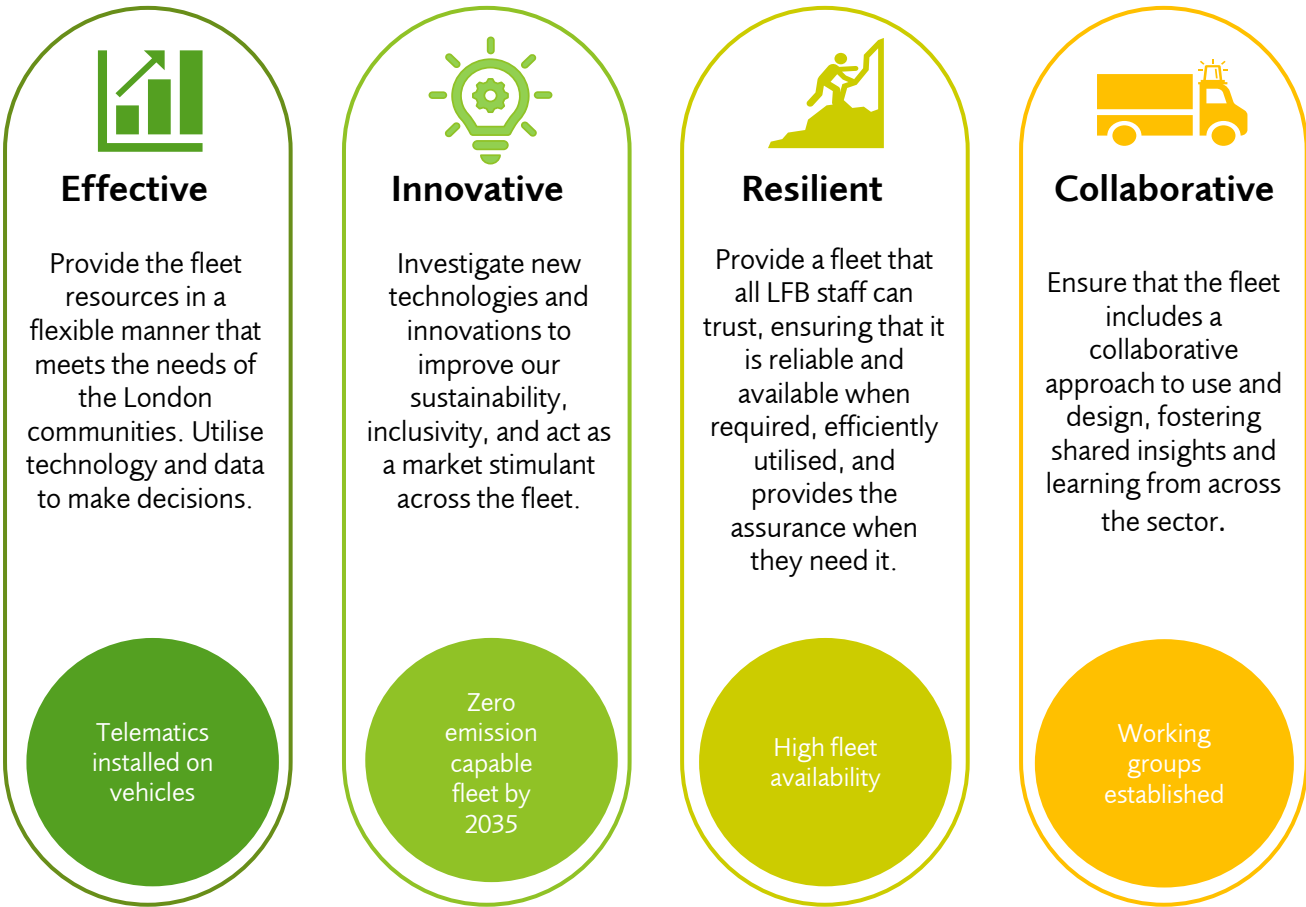 Effective
Provide the fleet
resources in a
flexible manner that
meets the needs of
the London
communities. Utilise
technology and data
to make decisions.
Telematics
installed on
vehicles
Innovative
Investigate new
technologies and
innovations to
improve our
sustainability,
inclusivity, and act as
a market stimulant
across the fleet.
Zero
emission
capable
fleet by
2035
Resilient
Provide a fleet that
all LFB staff can
trust, ensuring that it
is reliable and
available when
required, efficiently
utilised, and
provides the
assurance when
they need it.
High fleet
availability
Collaborative
Ensure that the fleet
includes a
collaborative
approach to use and
design, fostering
shared insights and
learning from across
the sector.
Working
groups
established